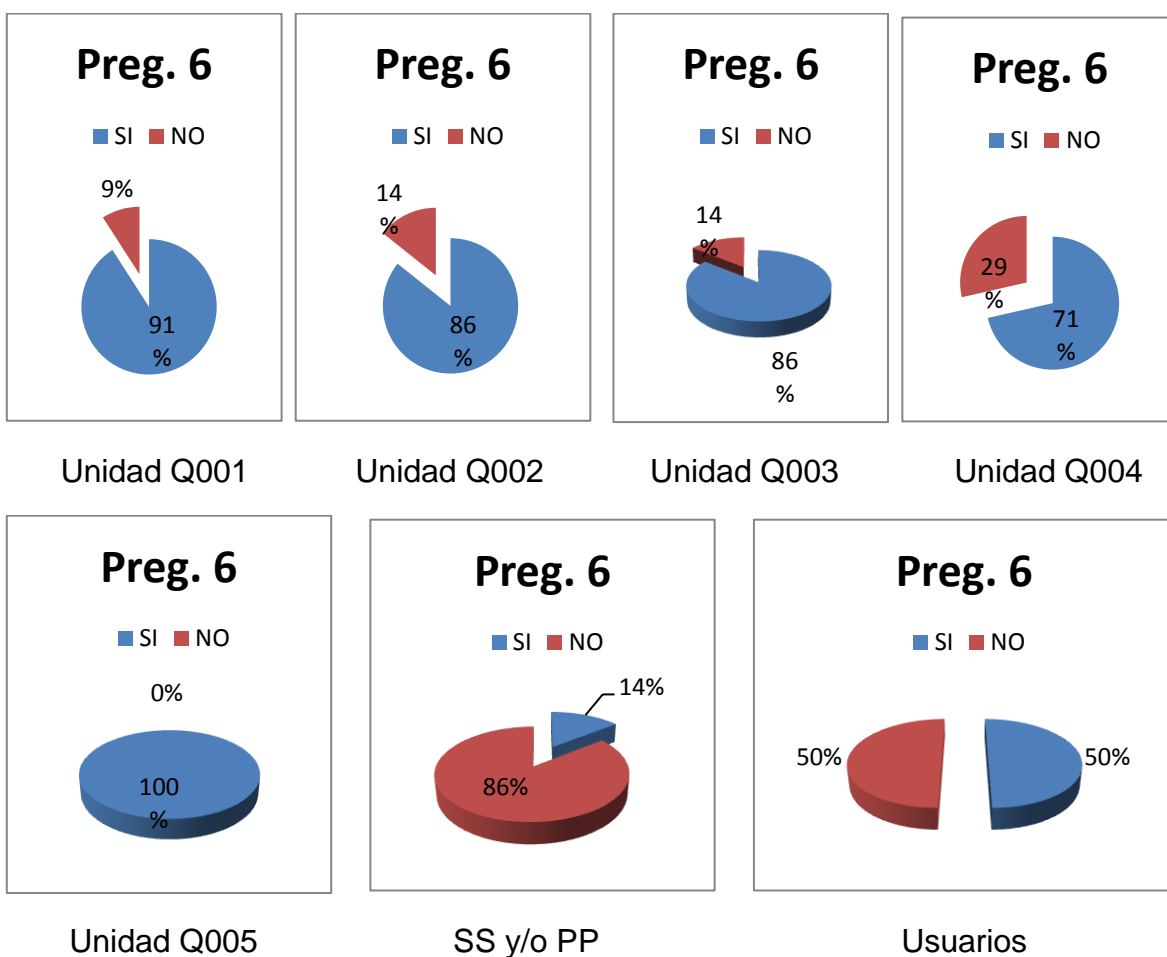 Preg. 6
SI NO
9%
91
%
Unidad Q001
Preg. 6
SI NO
14
%
86
%
Unidad Q002
Preg. 6
SI NO
14
%
86
%
Unidad Q003
Preg. 6
SI NO
29
%
71
%
Unidad Q004
Preg. 6
SI NO
0%
100
%
Unidad Q005
Preg. 6
SI NO
14%
86%
SS y/o PP
Preg. 6
SI NO
50%
50%
Usuarios